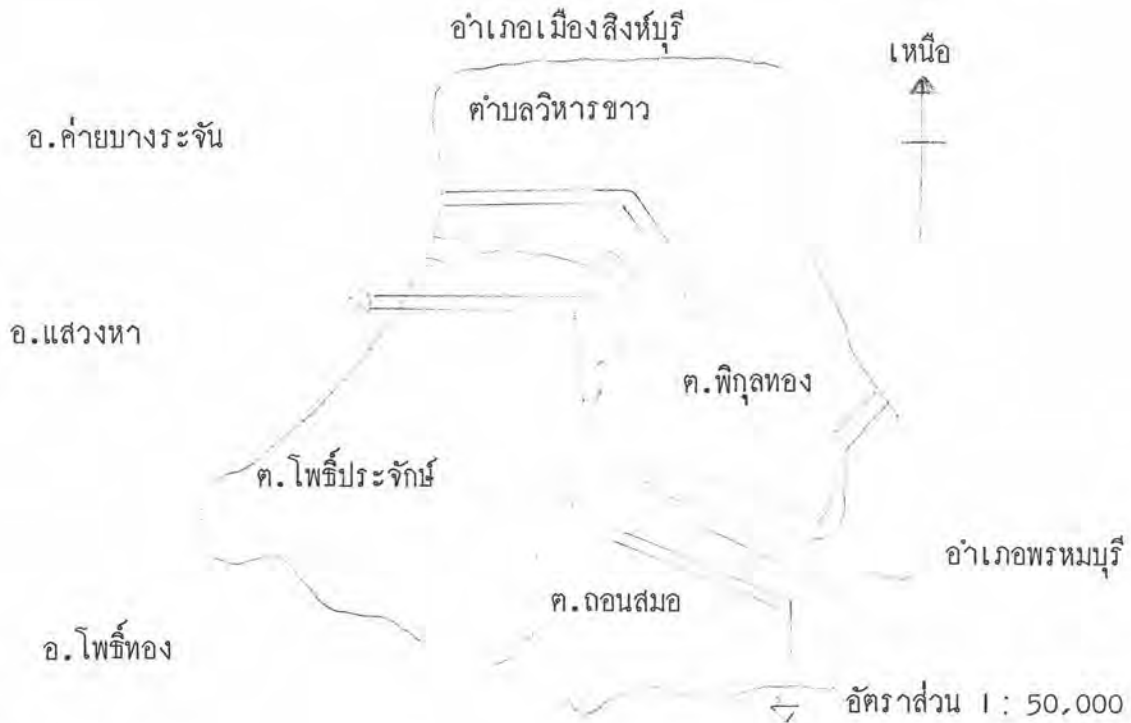 อำเภอเมืองสิงห์บุรี
เหนือ
ตำบลวิหารขาว
อ.ค่ายบางระจัน
อ.แสวงหา
ต.พิกุลทอง
ต.โพธิ์ประจักษ์
อำเภอพรหมบุรี
ต.ถอนสมอ
อ.โพธิ์ทอง
อัตราส่วน 1 : 50,000